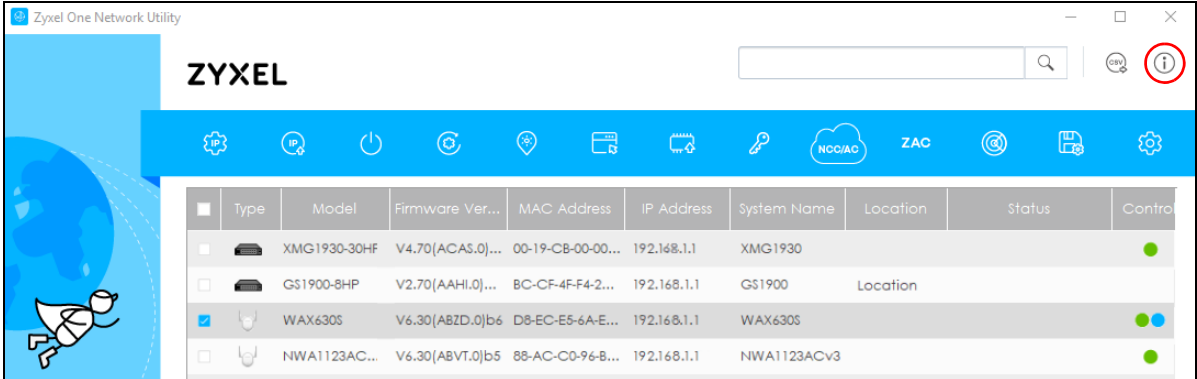 Zyxel One Network Utility
ZYXEL
CSV
IP IP NCC/AC ZAC
Type Model Firmware Ver... MAC Address IP Address System Name Location Status Control
XMG1930-30HP V4.70(ACAS.0)... 00-19-CB-00-00... 192.168.1.1 XMG1930
GS1900-8HP V2.70(AAHI.0)... BC-CF-4F-F4-2... 192.168.1.1 GS1900 Location
WAX630S V6.30(ABZD.0)b6 D8-EC-E5-6A-E... 192.168.1.1 WAX630S
NWA1123AC... V6.30(ABVT.0)b5 88-AC-C0-96-B... 192.168.1.1 NWA1123ACv3